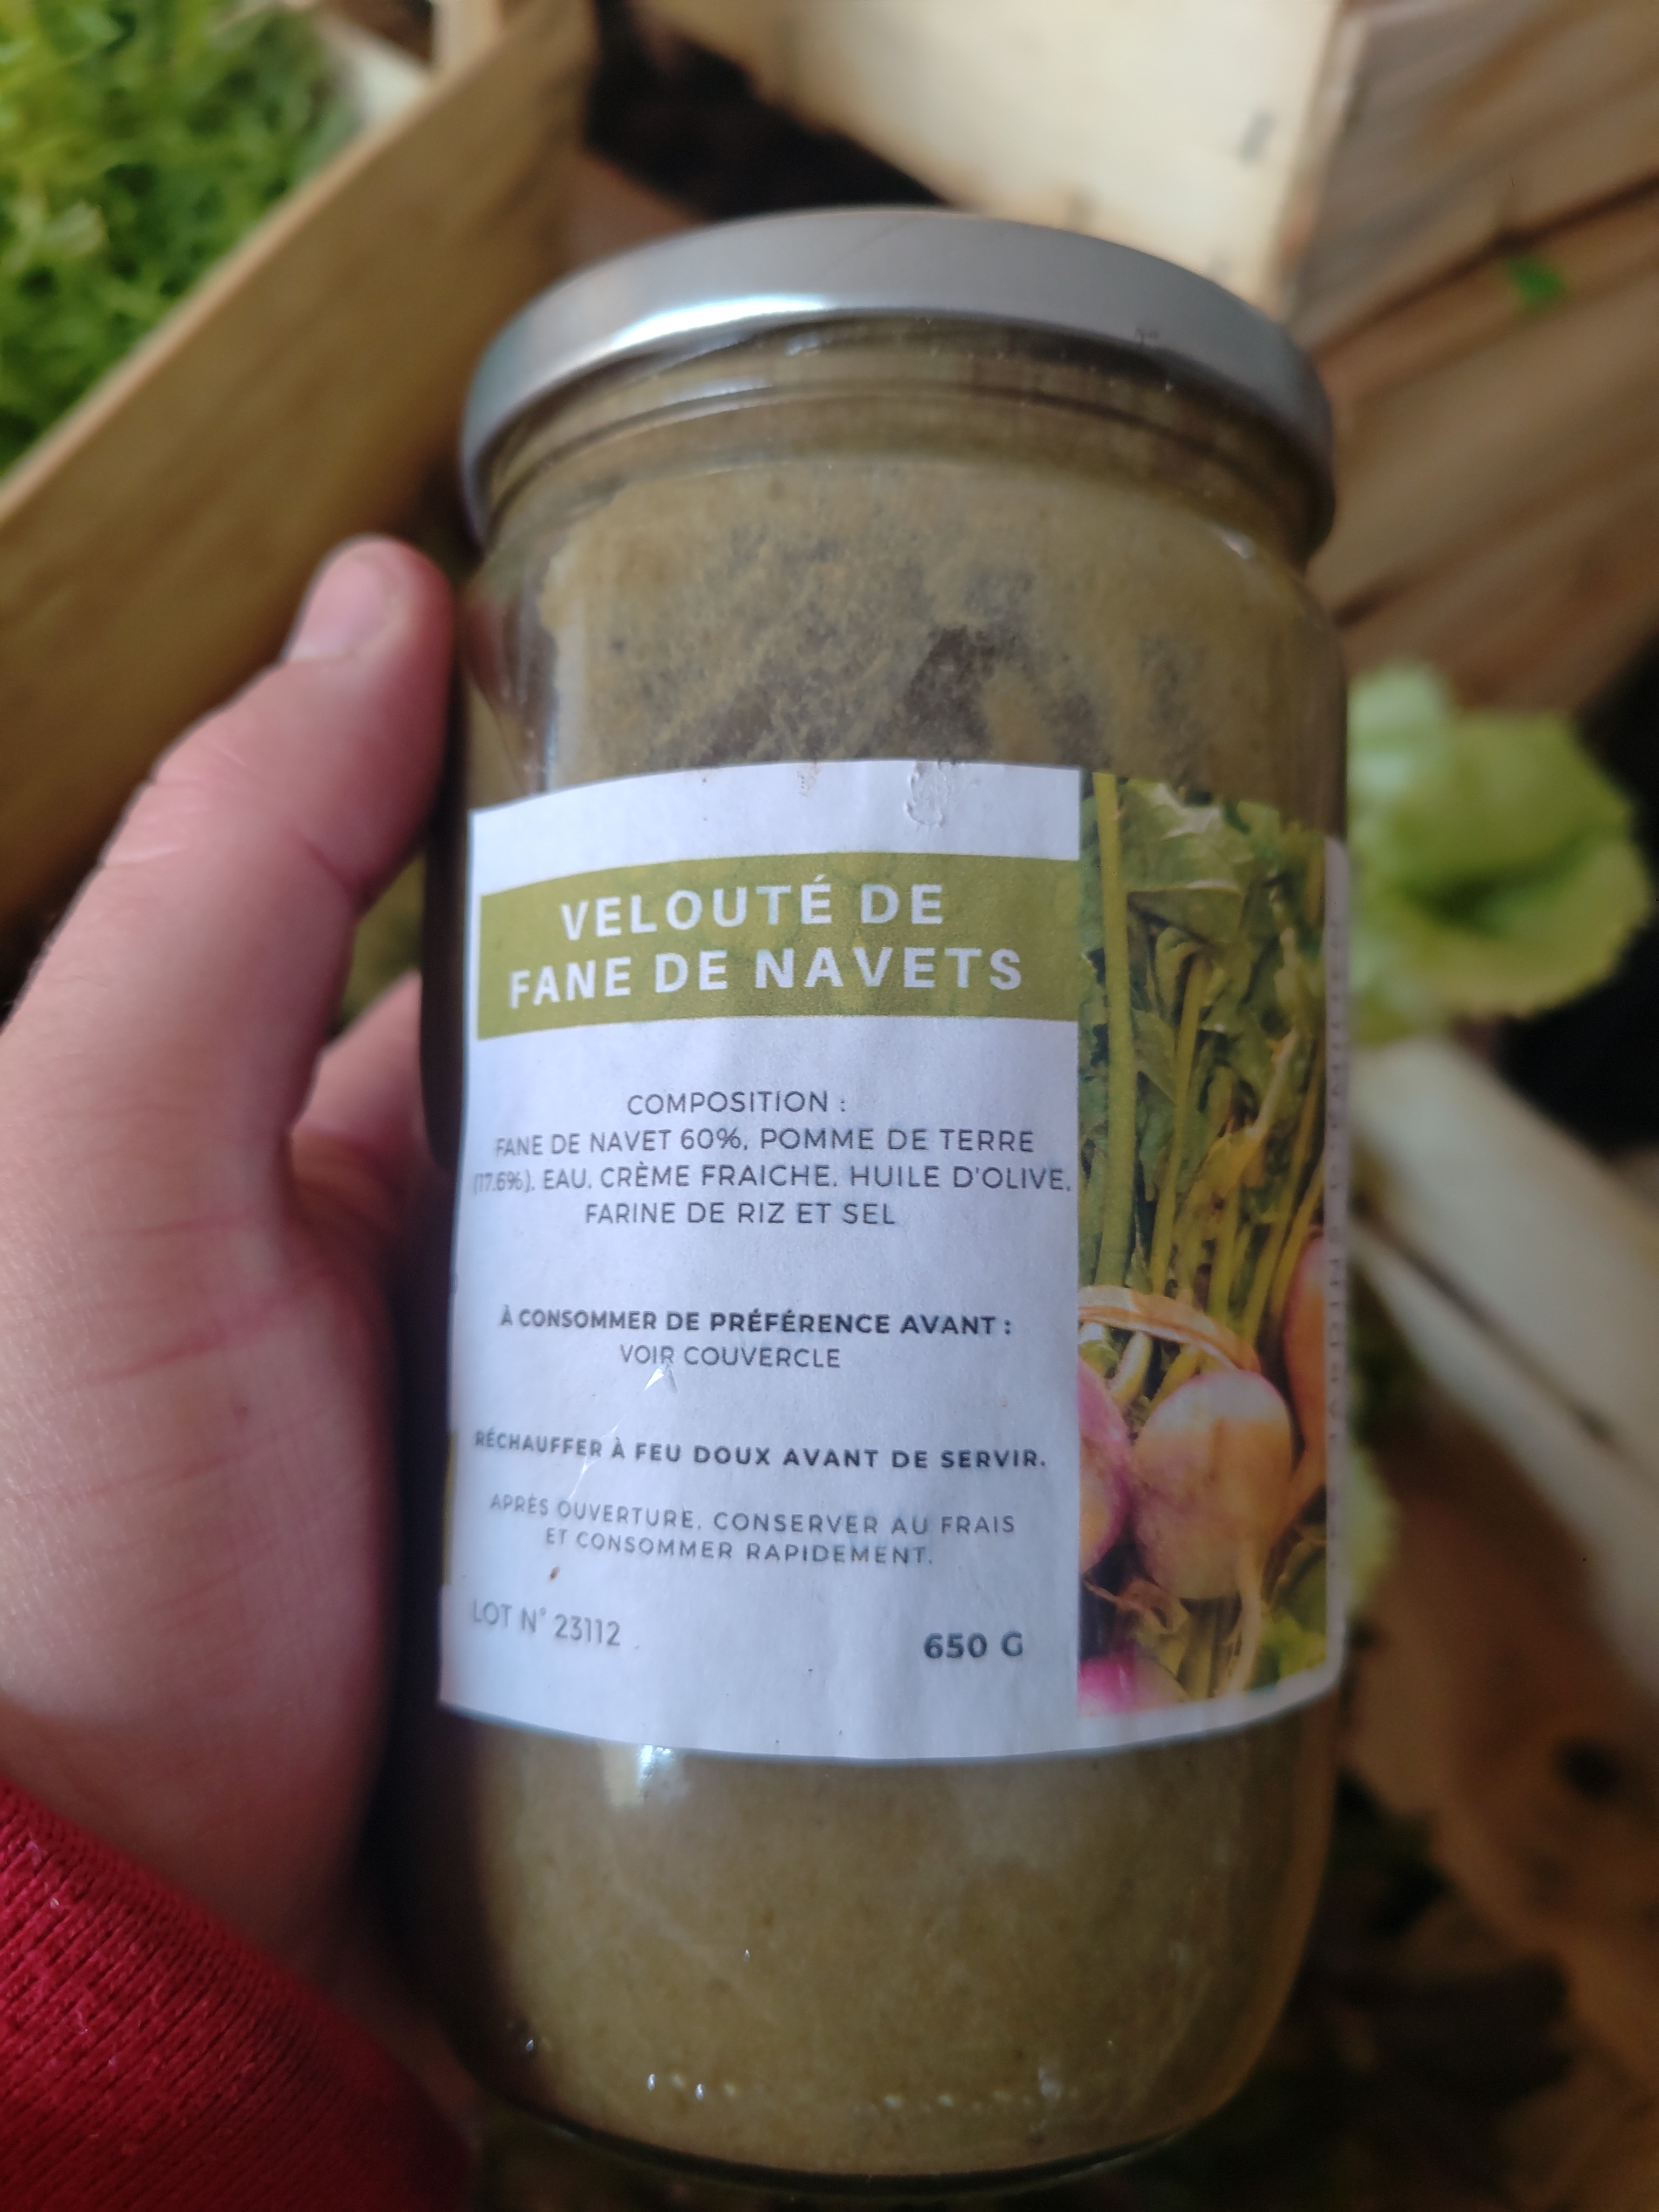 VELOUTÉ DE
FANE DE NAVETS
COMPOSITION :
FANE DE NAVET 60%, POMME DE TERRE
(17.6%), EAU, CRÈME FRAICHE, HUILE D'OLIVE,
FARINE DE RIZ ET SEL
À CONSOMMER DE PRÉFÉRENCE AVANT :
VOIR COUVERCLE
RÉCHAUFFER À FEU DOUX AVANT DE SERVIR.
APRÈS OUVERTURE, CONSERVER AU FRAIS
ET CONSOMMER RAPIDEMENT.
LOT N° 23112
650 G